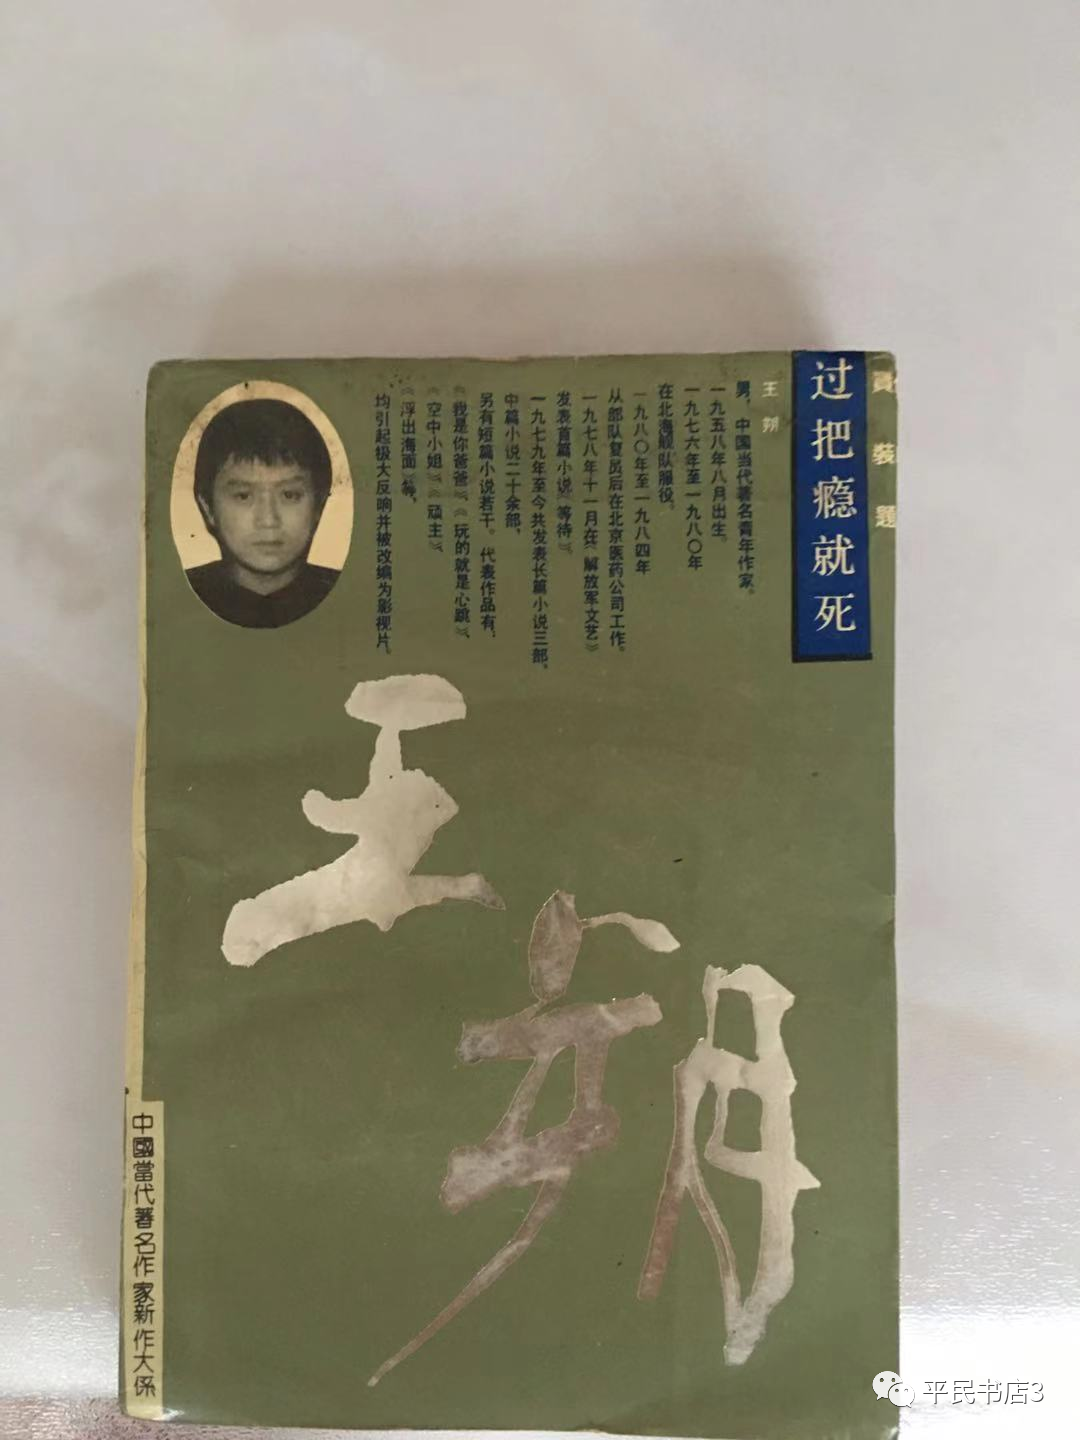 過把瘾就死
王朔
男，中国当代著名青年作家。
一九五八年八月出生。
一九七六年至一九八〇年
在北海舰队服役。
一九八〇年至一九八四年
从部队复员后在北京医药公司工作。
一九七八年十一月在《解放军文艺》
发表首篇小说《等待》。
一九七九年至今共发表长篇小说三部、
中篇小说二十余部、
另有短篇小说若干。代表作品有：
《我是你爸爸》、《玩的就是心跳》、
《空中小姐》、《顽主》、
《浮出海面》等，
均引起极大反响并被改编为影视片。
王朔
中國當代著名作家新作大係
平民书店3